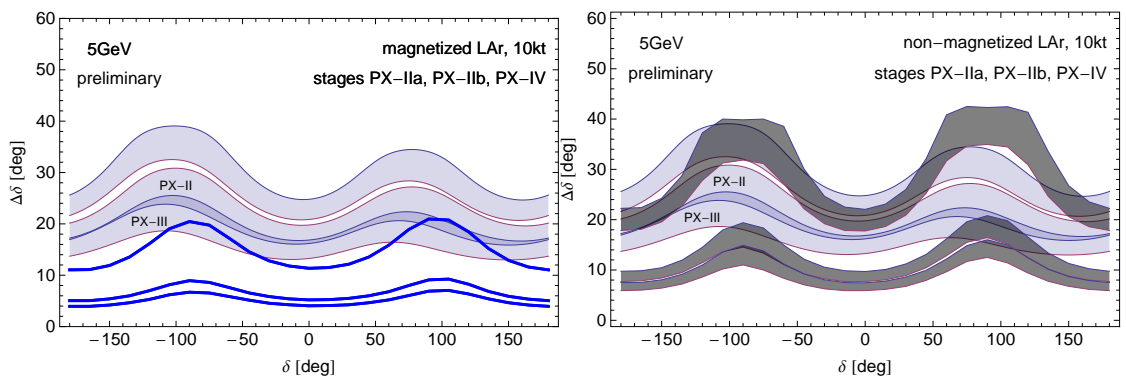 5GeV
magnetized LAr, 10kt
preliminary
stages PX−IIa, PX−IIb, PX−IV
PX−II
PX−III
Δδ [deg]
0
10
20
30
40
50
60
−150 −100 −50 0 50 100 150
δ [deg]
5GeV
non−magnetized LAr, 10kt
preliminary
stages PX−IIa, PX−IIb, PX−IV
PX−II
PX−III
Δδ [deg]
0
10
20
30
40
50
60
−150 −100 −50 0 50 100 150
δ [deg]